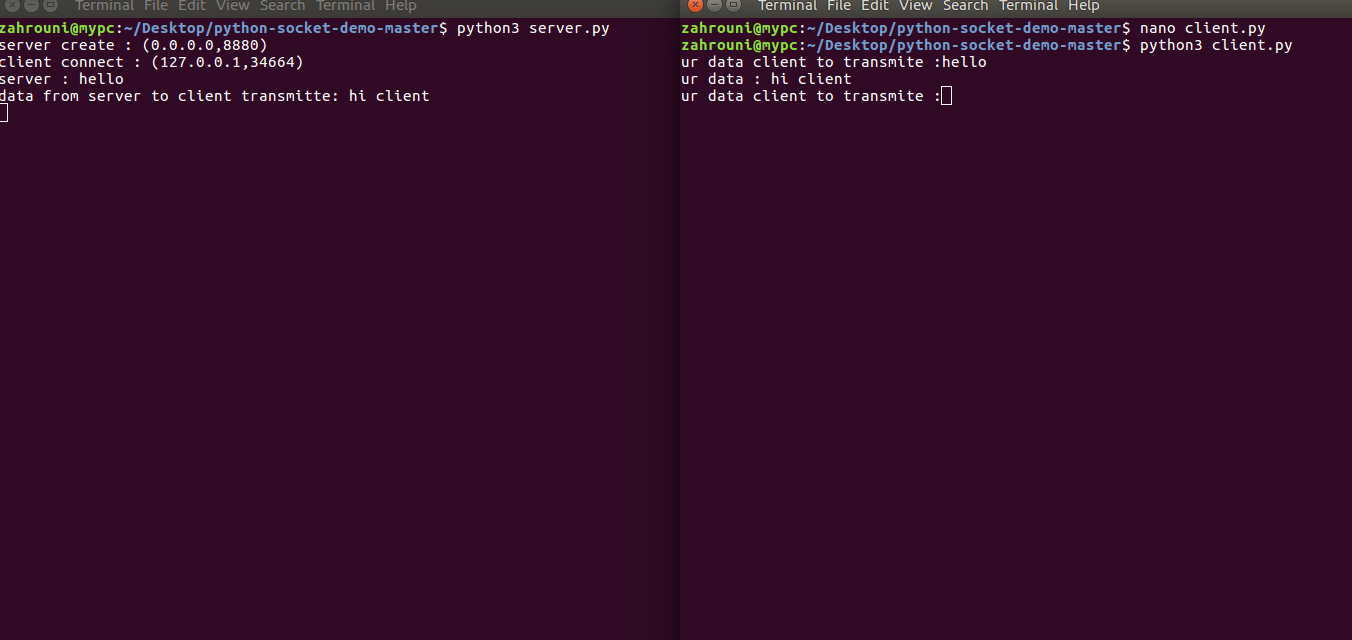 Terminal File Edit View Search Terminal Help
zahrouni@mypc:~/Desktop/python-socket-demo-master$ python3 server.py
server create : (0.0.0.0,8880)
client connect : (127.0.0.1,34664)
server : hello
data from server to client transmitte: hi client
Terminal File Edit View Search Terminal Help
zahrouni@mypc:~/Desktop/python-socket-demo-master$ nano client.py
zahrouni@mypc:~/Desktop/python-socket-demo-master$ python3 client.py
ur data client to transmite :hello
ur data : hi client
ur data client to transmite :